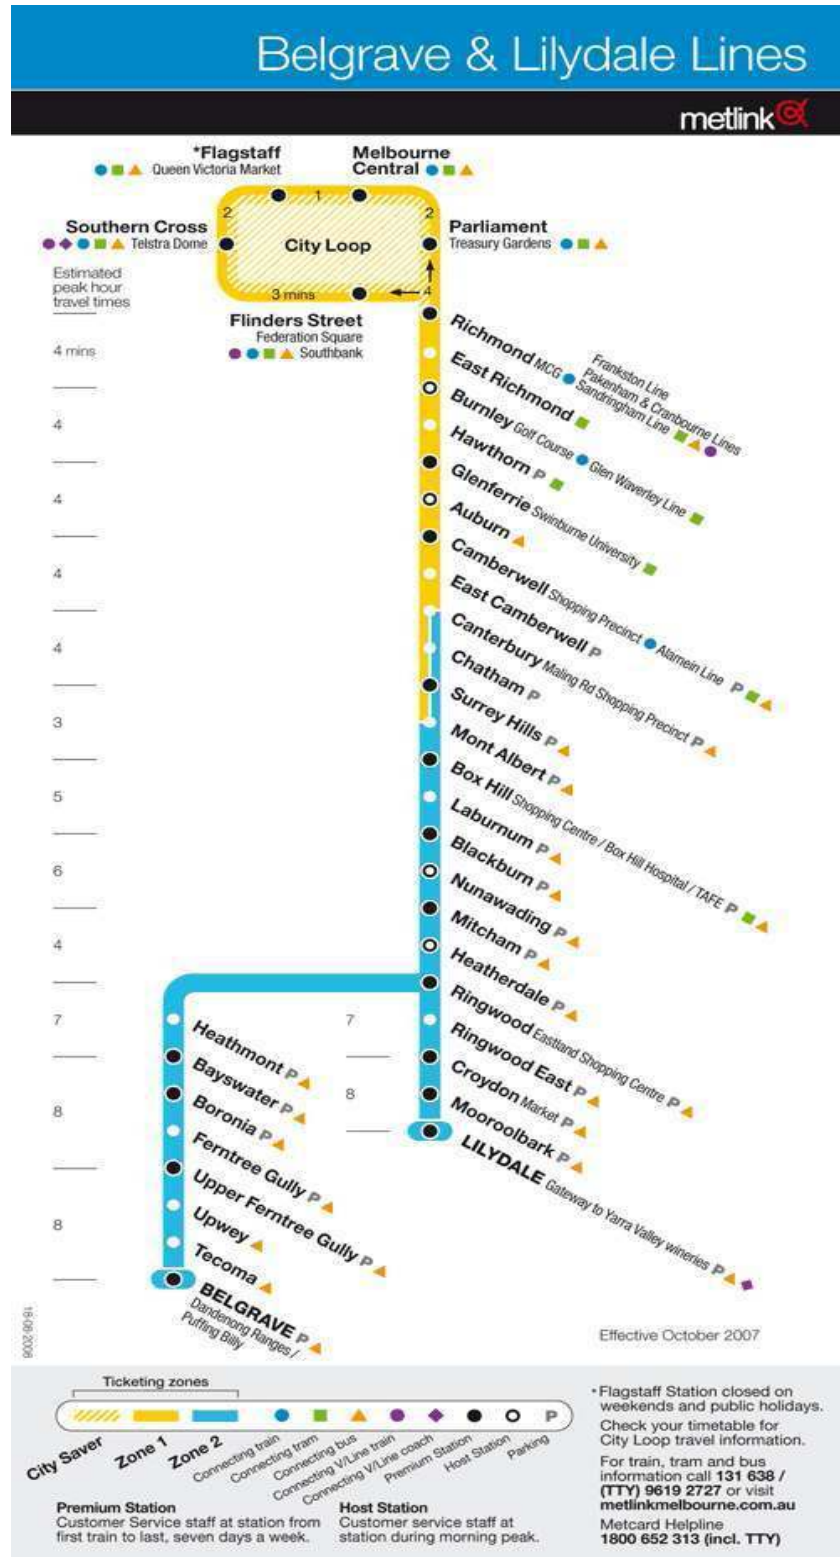 Belgrave & Lilydale Lines
metlink
*Flagstaff
Queen Victoria Market
Melbourne
Central
Southern Cross
Telstra Dome
1
2
2
City Loop
Parliament
Treasury Gardens
Estimated
peak hour
travel times
3 mins
4
Flinders Street
Federation Square
Southbank
4 mins
4
4
4
4
3
5
6
4
7
8
8
7
8
Richmond MCG
Frankston Line
Pakenham & Cranbourne Lines
Sandringham Line
East Richmond
Burnley Golf Course Glen Waverley Line
Hawthorn P
Glenferrie Swinburne University
Auburn
Camberwell Shopping Precinct Alamein Line P
East Camberwell P
Canterbury Maling Rd Shopping Precinct P
Chatham P
Surrey Hills P
Mont Albert P
Box Hill Shopping Centre / Box Hill Hospital / TAFE P
Laburnum P
Blackburn P
Nunawading P
Mitcham P
Heatherdale P
Ringwood Eastland Shopping Centre P
Ringwood East P
Croydon Market P
Mooroolbark P
LILYDALE Gateway to Yarra Valley wineries P
Heathmont P
Bayswater P
Boronia P
Ferntree Gully P
Upper Ferntree Gully P
Upwey
Tecoma
BELGRAVE P
Dandenong Ranges /
Puffing Billy
Effective October 2007
Ticketing zones
City Saver
Zone 1
Zone 2
Connecting train
Connecting tram
Connecting bus
Connecting V/Line train
Connecting V/Line coach
Premium Station
Host Station
P
Parking
Premium Station
Customer Service staff at station from
first train to last, seven days a week.
Host Station
Customer service staff at
station during morning peak.
*Flagstaff Station closed on
weekends and public holidays.
Check your timetable for
City Loop travel information.
For train, tram and bus
information call 131 638 /
(TTY) 9619 2727 or visit
metlinkmelbourne.com.au
Metcard Helpline
1800 652 313 (incl. TTY)